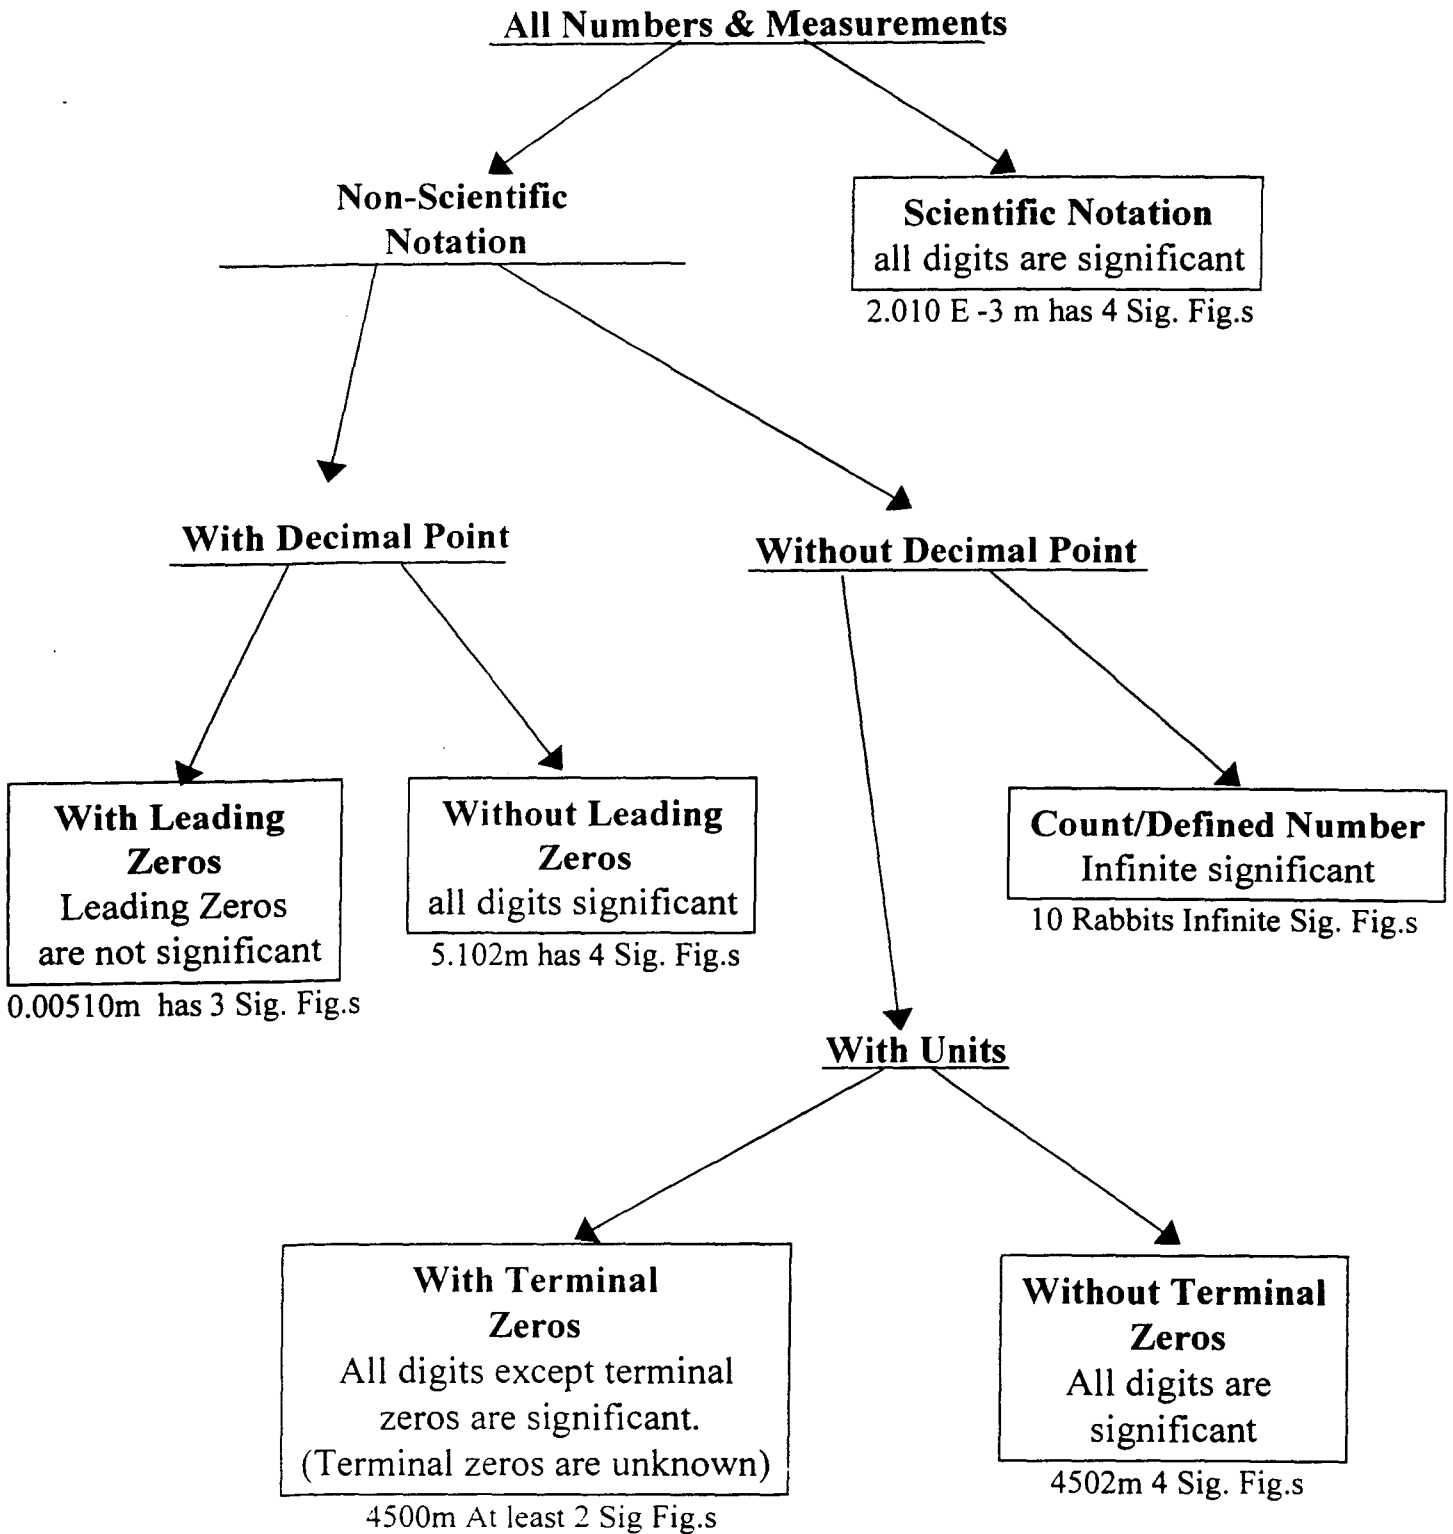 All Numbers & Measurements
Non-Scientific
Notation
Scientific Notation
all digits are significant
2.010 E -3 m has 4 Sig. Fig.s
With Decimal Point
Without Decimal Point
With Leading
Zeros
Leading Zeros
are not significant
0.00510m has 3 Sig. Fig.s
Without Leading
Zeros
all digits significant
5.102m has 4 Sig. Fig.s
Count/Defined Number
Infinite significant
10 Rabbits Infinite Sig. Fig.s
With Units
With Terminal
Zeros
All digits except terminal
zeros are significant.
(Terminal zeros are unknown)
4500m At least 2 Sig Fig.s
Without Terminal
Zeros
All digits are
significant
4502m 4 Sig. Fig.s